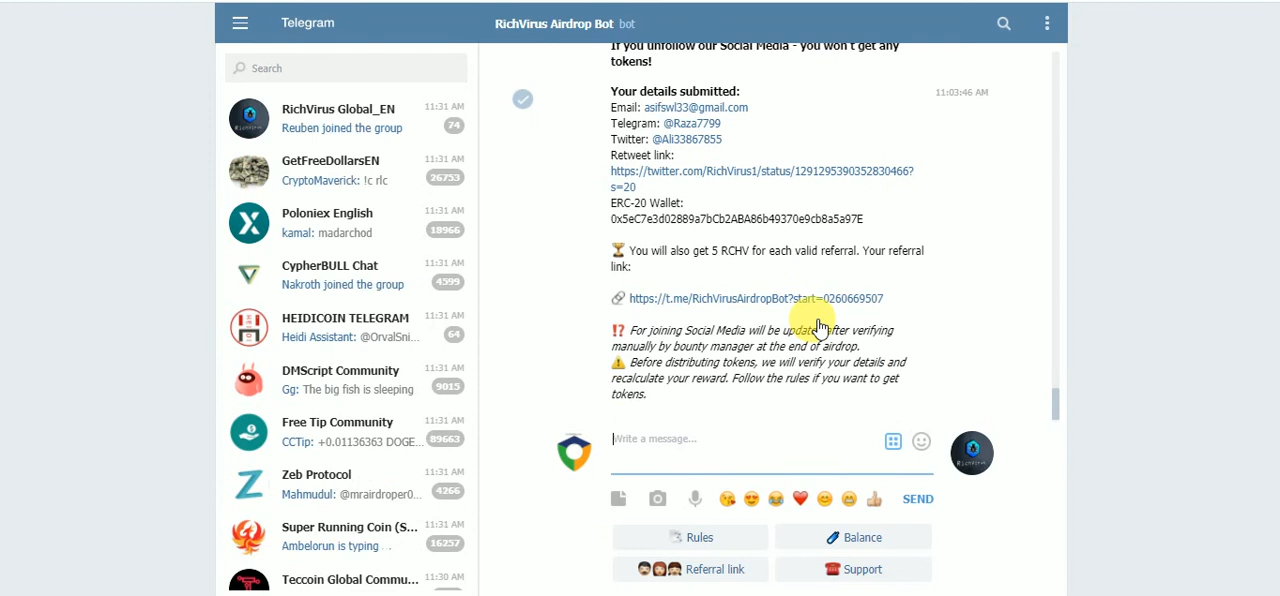 Telegram
RichVirus Airdrop Bot bot
Search
RichVirus Global_EN 11:31 AM
Reuben joined the group 74
GetFreeDollarsEN 11:31 AM
CryptoMaverick: !c rlc 26753
Poloniex English 11:31 AM
kamal: madarchod 18966
CypherBULL Chat 11:31 AM
Nakroth joined the group 4599
HEIDICOIN TELEGRAM 11:31 AM
Heidi Assistant: @OrvalSni... 64
DMScript Community 11:31 AM
Gg: The big fish is sleeping 9015
Free Tip Community 11:31 AM
CCTip: +0.01136363 DOGE... 89663
Zeb Protocol 11:31 AM
Mahmudul: @mrairdroper0... 4266
Super Running Coin (S... 11:31 AM
Ambelorun is typing ... 16257
Teccoin Global Commu... 11:30 AM
If you unfollow our Social Media - you won't get any
tokens!
Your details submitted: 11:03:46 AM
Email: asifswl33@gmail.com
Telegram: @Raza7799
Twitter: @Ali33867855
Retweet link:
https://twitter.com/RichVirus1/status/1291295390352830466?
s=20
ERC-20 Wallet:
0x5eC7e3d02889a7bCb2ABA86b49370e9cb8a5a97E
⏳ You will also get 5 RCHV for each valid referral. Your referral
link:
🔗 https://t.me/RichVirusAirdropBot?start=0260669507
⁉️ For joining Social Media will be updated after verifying
manually by bounty manager at the end of airdrop.
⚠️ Before distributing tokens, we will verify your details and
recalculate your reward. Follow the rules if you want to get
tokens.
Write a message...
SEND
Rules
Balance
Referral link
Support